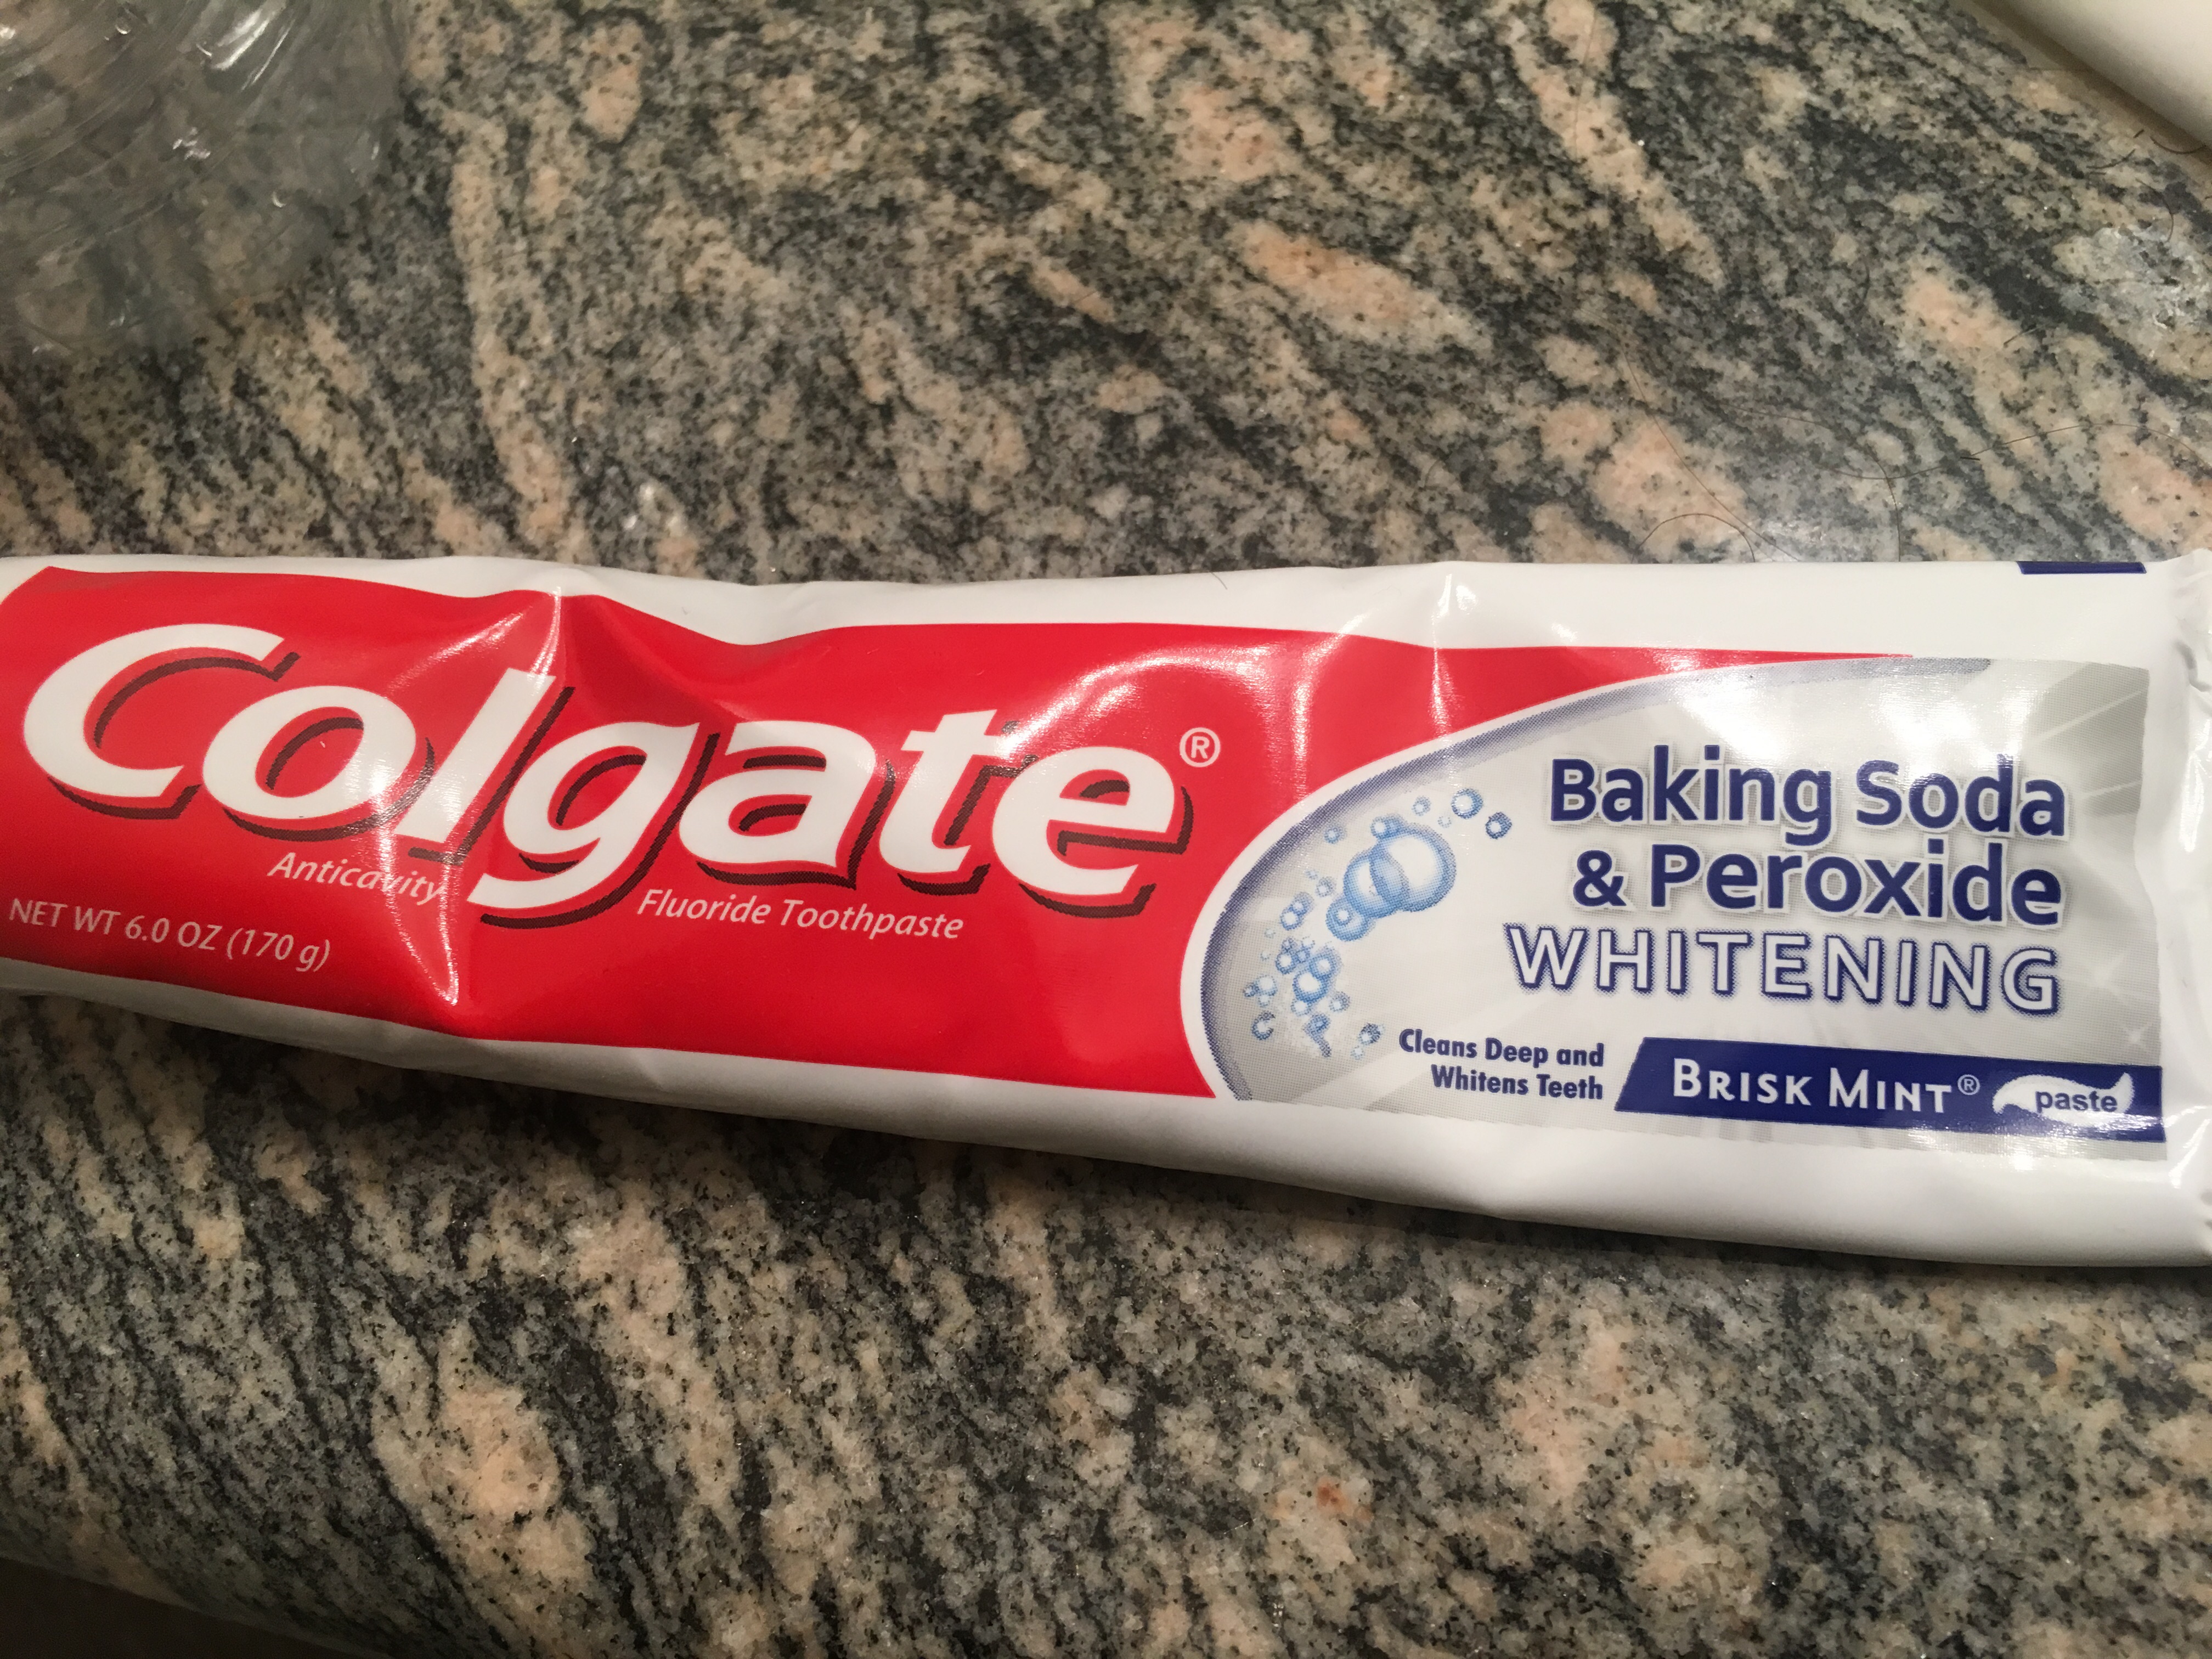 Colgate®
Anticavity Fluoride Toothpaste
NET WT 6.0 OZ (170 g)
Baking Soda
& Peroxide
WHITENING
Cleans Deep and
Whitens Teeth
BRISK MINT®
paste